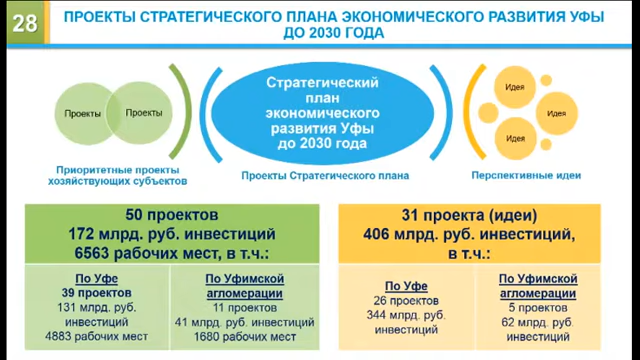 28
ПРОЕКТЫ СТРАТЕГИЧЕСКОГО ПЛАНА ЭКОНОМИЧЕСКОГО РАЗВИТИЯ УФЫ
ДО 2030 ГОДА
Проекты
Проекты
Приоритетные проекты
хозяйствующих субъектов
Стратегический
план
экономического
развития Уфы
до 2030 года
Проекты Стратегического плана
Идея
Идея
Идея
Перспективные идеи
50 проектов
172 млрд. руб. инвестиций
6563 рабочих мест, в т.ч.:
По Уфе
39 проектов
131 млрд. руб.
инвестиций
4883 рабочих мест
По Уфимской
агломерации
11 проектов
41 млрд. руб. инвестиций
1680 рабочих мест
31 проекта (идеи)
406 млрд. руб. инвестиций,
в т.ч.:
По Уфе
26 проектов
344 млрд. руб.
инвестиций
По Уфимской
агломерации
5 проектов
62 млрд. руб
инвестиций